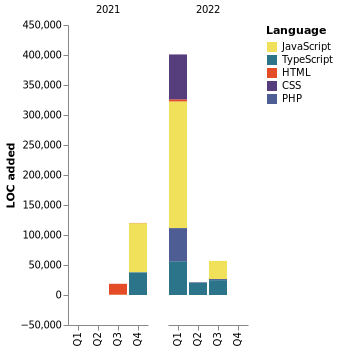 2021 2022
Language
JavaScript
TypeScript
HTML
CSS
PHP
LOC added
450,000
400,000
350,000
300,000
250,000
200,000
150,000
100,000
50,000
0
−50,000
Q1 Q2 Q3 Q4 Q1 Q2 Q3 Q4